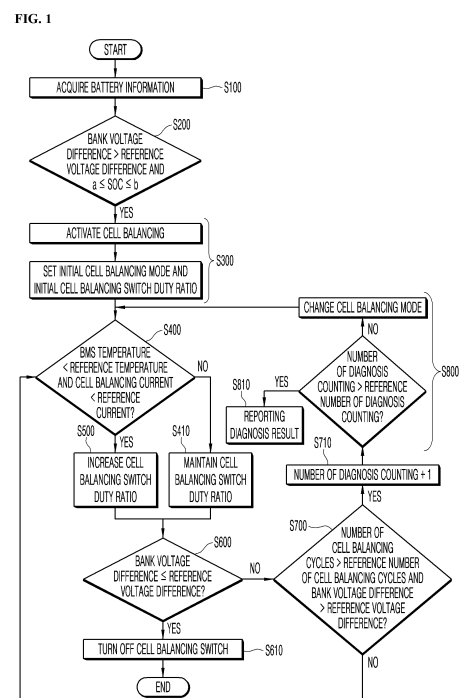 FIG. 1
START
ACQUIRE BATTERY INFORMATION
S100
S200
BANK VOLTAGE
DIFFERENCE > REFERENCE
VOLTAGE DIFFERENCE AND
a ≤ SOC ≤ b
YES
ACTIVATE CELL BALANCING
S300
SET INITIAL CELL BALANCING MODE AND
INITIAL CELL BALANCING SWITCH DUTY RATIO
CHANGE CELL BALANCING MODE
S400
BMS TEMPERATURE
< REFERENCE TEMPERATURE
AND CELL BALANCING CURRENT
< REFERENCE
CURRENT?
NO
YES
S500
INCREASE CELL
BALANCING SWITCH
DUTY RATIO
S410
MAINTAIN CELL
BALANCING SWITCH
DUTY RATIO
NO
NUMBER
OF DIAGNOSIS
COUNTING > REFERENCE
NUMBER OF DIAGNOSIS
COUNTING?
S800
YES
S810
REPORTING
DIAGNOSIS RESULT
S710
NUMBER OF DIAGNOSIS COUNTING + 1
YES
S600
BANK VOLTAGE
DIFFERENCE ≤ REFERENCE
VOLTAGE DIFFERENCE?
NO
S700
NUMBER OF
CELL BALANCING
CYCLES > REFERENCE NUMBER
OF CELL BALANCING CYCLES AND
BANK VOLTAGE DIFFERENCE
> REFERENCE VOLTAGE
DIFFERENCE?
YES
TURN OFF CELL BALANCING SWITCH
S610
NO
END